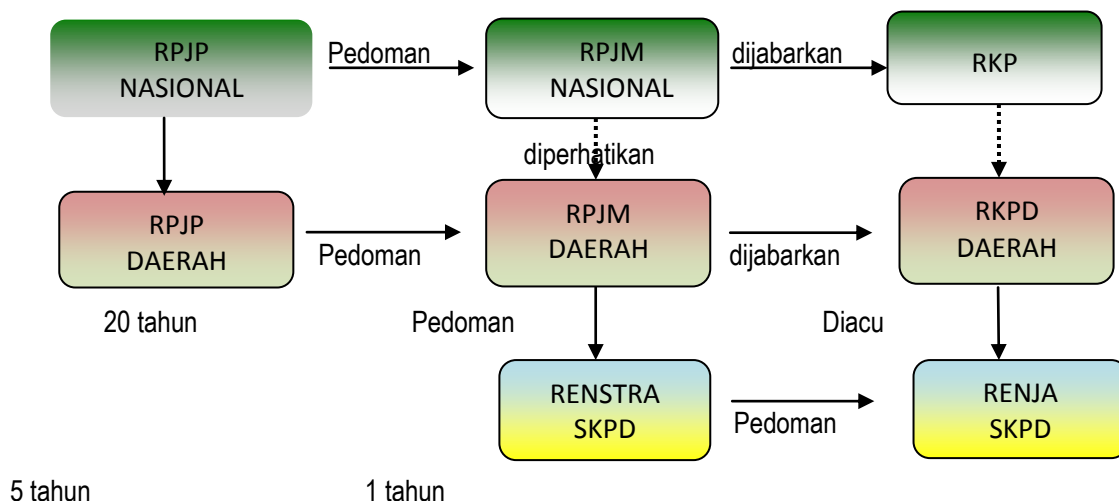 RPJP
NASIONAL
Pedoman
RPJM
NASIONAL
dijabarkan
RKP
diperhatikan
RPJP
DAERAH
Pedoman
RPJM
DAERAH
dijabarkan
RKPD
DAERAH
20 tahun
Pedoman
Diacu
RENSTRA
SKPD
Pedoman
RENJA
SKPD
5 tahun
1 tahun